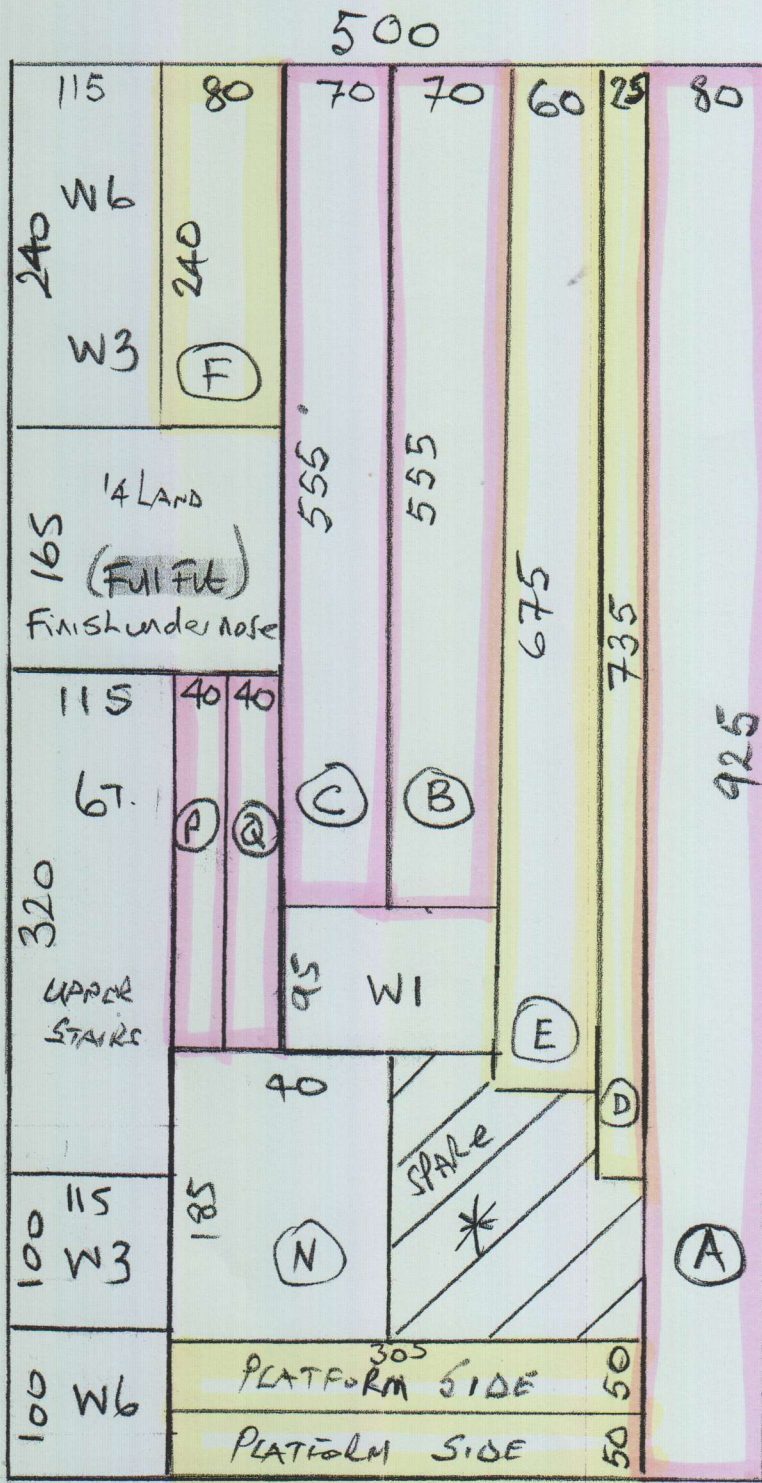 500
115 80 70 70 60 25 80
W6
240
240
W3
F
555
555
'4 LAND
165
(Full Fit)
Finish under nose
675
735
925
115 40 40
6T.
P Q C B
320
UPPER
STAIRS
95 W1
E
D
40
SPARE
*
185
N
A
115
100
W3
305
PLATFORM SIDE 50
100 W6
PLATFORM SIDE 50